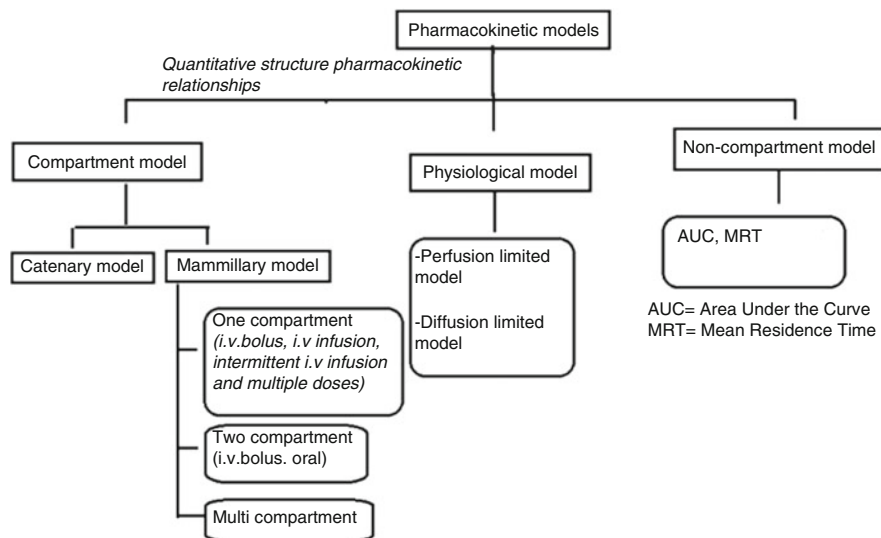 Pharmacokinetic models
Quantitative structure pharmacokinetic
relationships
Compartment model
Physiological model
Non-compartment model
Catenary model
Mammillary model
One compartment
(i.v.bolus, i.v infusion,
intermittent i.v infusion
and multiple doses)
Two compartment
(i.v.bolus. oral)
Multi compartment
-Perfusion limited
model
-Diffusion limited
model
AUC, MRT
AUC= Area Under the Curve
MRT= Mean Residence Time